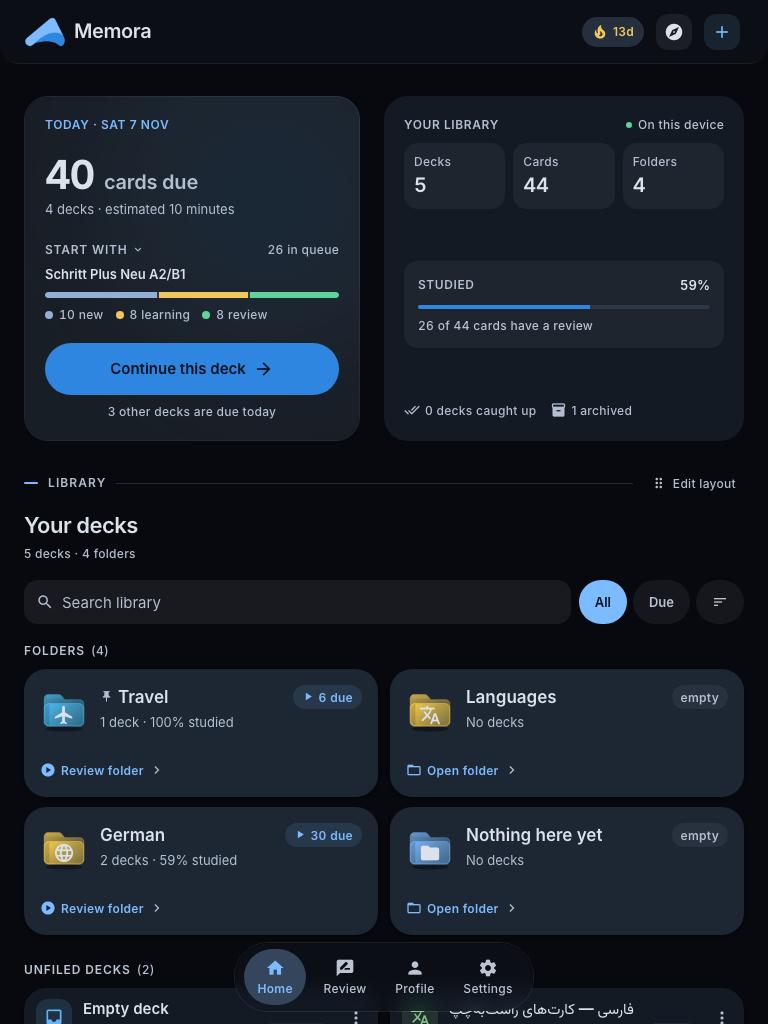 Memora
13d
TODAY · SAT 7 NOV
40 cards due
4 decks · estimated 10 minutes
START WITH
26 in queue
Schritt Plus Neu A2/B1
10 new
8 learning
8 review
Continue this deck
3 other decks are due today
YOUR LIBRARY
On this device
Decks
5
Cards
44
Folders
4
STUDIED
59%
26 of 44 cards have a review
0 decks caught up
1 archived
LIBRARY
Edit layout
Your decks
5 decks · 4 folders
Search library
All
Due
FOLDERS (4)
Travel
6 due
1 deck · 100% studied
Review folder
Languages
empty
No decks
Open folder
German
30 due
2 decks · 59% studied
Review folder
Nothing here yet
empty
No decks
Open folder
UNFILED DECKS (2)
Empty deck
فارسی — کارت‌های راست‌به‌چپ
Home
Review
Profile
Settings